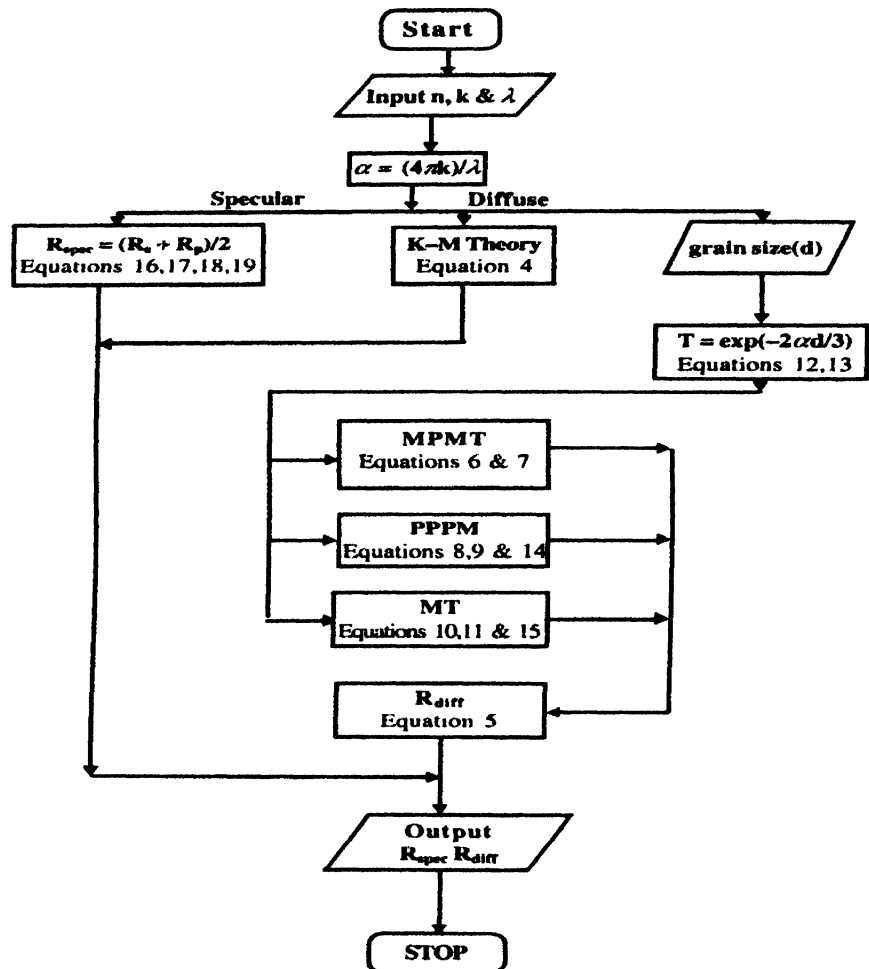 Start
Input n, k & λ
α = (4πk)/λ
Specular
Diffuse
R_spec = (R_s + R_p)/2
Equations 16,17,18,19
K–M Theory
Equation 4
grain size(d)
T = exp(−2αd/3)
Equations 12,13
MPMT
Equations 6 & 7
PPPM
Equations 8,9 & 14
MT
Equations 10,11 & 15
R_diff
Equation 5
Output
R_spec R_diff
STOP